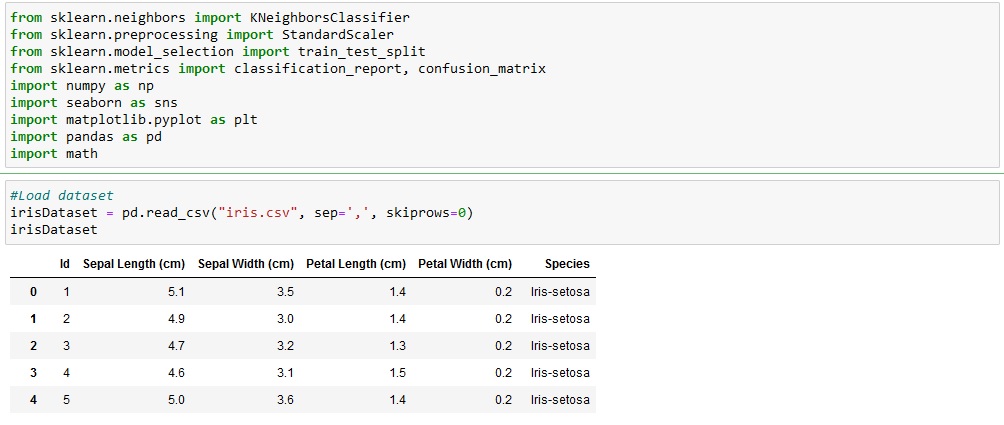 from sklearn.neighbors import KNeighborsClassifier
from sklearn.preprocessing import StandardScaler
from sklearn.model_selection import train_test_split
from sklearn.metrics import classification_report, confusion_matrix
import numpy as np
import seaborn as sns
import matplotlib.pyplot as plt
import pandas as pd
import math
#Load dataset
irisDataset = pd.read_csv("iris.csv", sep=',', skiprows=0)
irisDataset
Id Sepal Length (cm) Sepal Width (cm) Petal Length (cm) Petal Width (cm) Species
0 1 5.1 3.5 1.4 0.2 Iris-setosa
1 2 4.9 3.0 1.4 0.2 Iris-setosa
2 3 4.7 3.2 1.3 0.2 Iris-setosa
3 4 4.6 3.1 1.5 0.2 Iris-setosa
4 5 5.0 3.6 1.4 0.2 Iris-setosa